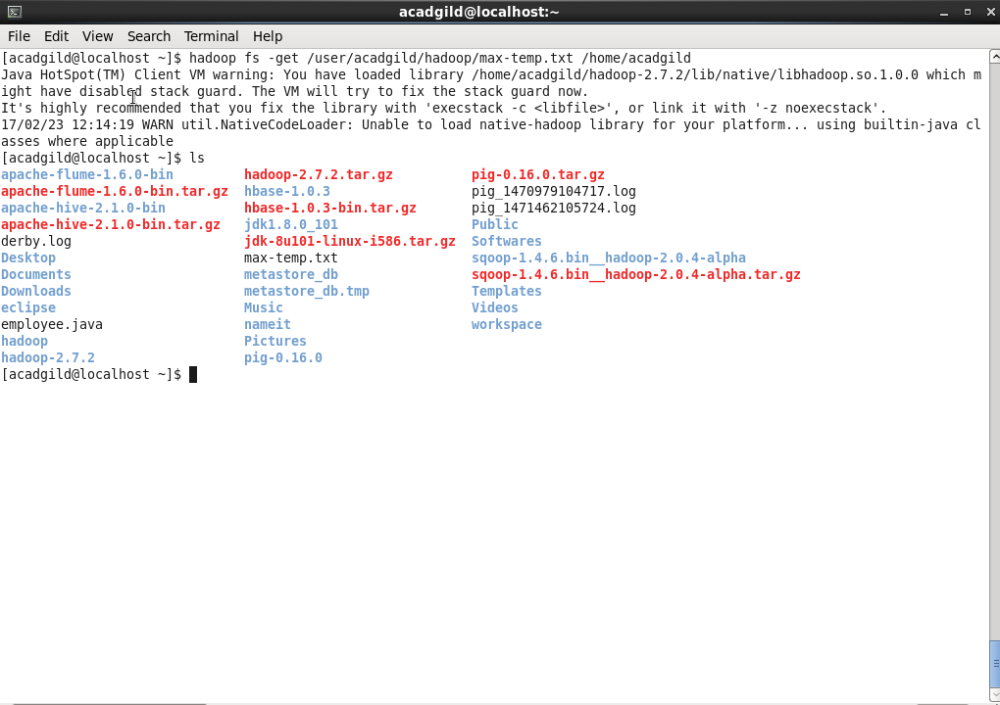 acadgild@localhost:~
File Edit View Search Terminal Help
[acadgild@localhost ~]$ hadoop fs -get /user/acadgild/hadoop/max-temp.txt /home/acadgild
Java HotSpot(TM) Client VM warning: You have loaded library /home/acadgild/hadoop-2.7.2/lib/native/libhadoop.so.1.0.0 which m
ight have disabled stack guard. The VM will try to fix the stack guard now.
It's highly recommended that you fix the library with 'execstack -c <libfile>', or link it with '-z noexecstack'.
17/02/23 12:14:19 WARN util.NativeCodeLoader: Unable to load native-hadoop library for your platform... using builtin-java cl
asses where applicable
[acadgild@localhost ~]$ ls
apache-flume-1.6.0-bin hadoop-2.7.2.tar.gz pig-0.16.0.tar.gz
apache-flume-1.6.0-bin.tar.gz hbase-1.0.3 pig_1470979104717.log
apache-hive-2.1.0-bin hbase-1.0.3-bin.tar.gz pig_1471462105724.log
apache-hive-2.1.0-bin.tar.gz jdk1.8.0_101 Public
derby.log jdk-8u101-linux-i586.tar.gz Softwares
Desktop max-temp.txt sqoop-1.4.6.bin__hadoop-2.0.4-alpha
Documents metastore_db sqoop-1.4.6.bin__hadoop-2.0.4-alpha.tar.gz
Downloads metastore_db.tmp Templates
eclipse Music Videos
employee.java nameit workspace
hadoop Pictures
hadoop-2.7.2 pig-0.16.0
[acadgild@localhost ~]$